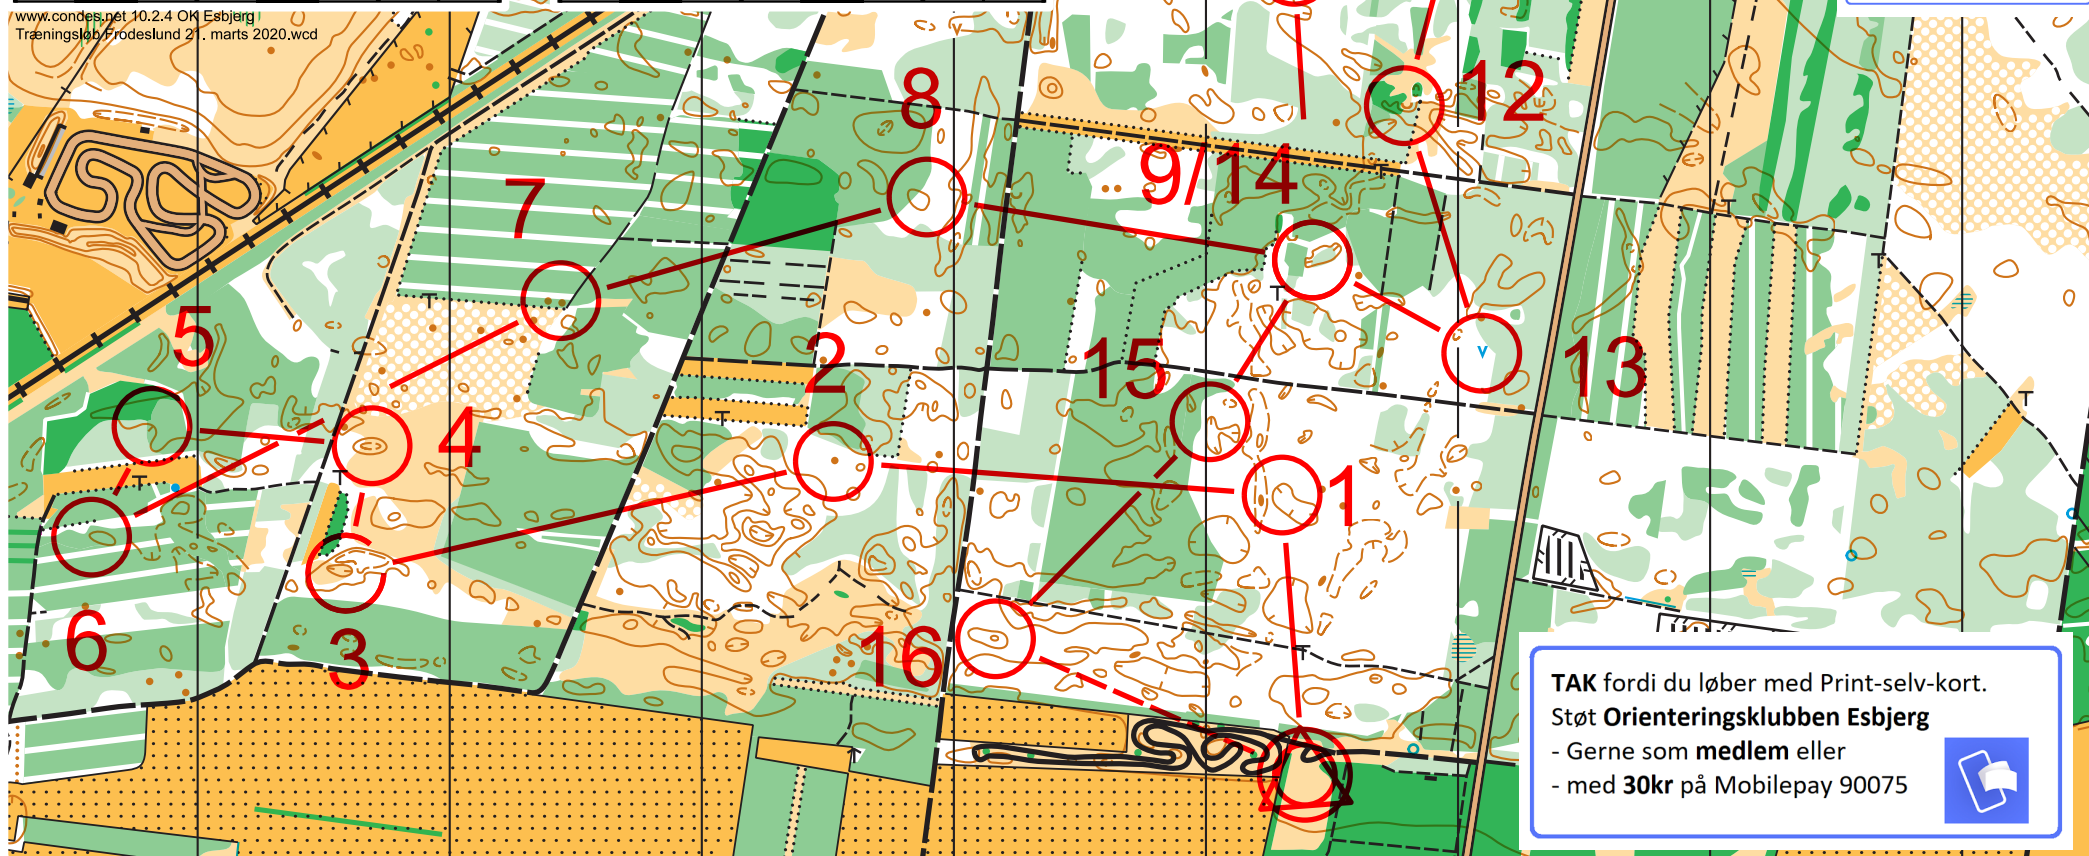 www.condes.net 10.2.4 OK Esbjerg
Træningsløb Frodeslund 21. marts 2020.wcd
8
12
9/14
7
5
2
15
13
4
1
6
3
16
TAK fordi du løber med Print-selv-kort.
Støt Orienteringsklubben Esbjerg
- Gerne som medlem eller
- med 30kr på Mobilepay 90075